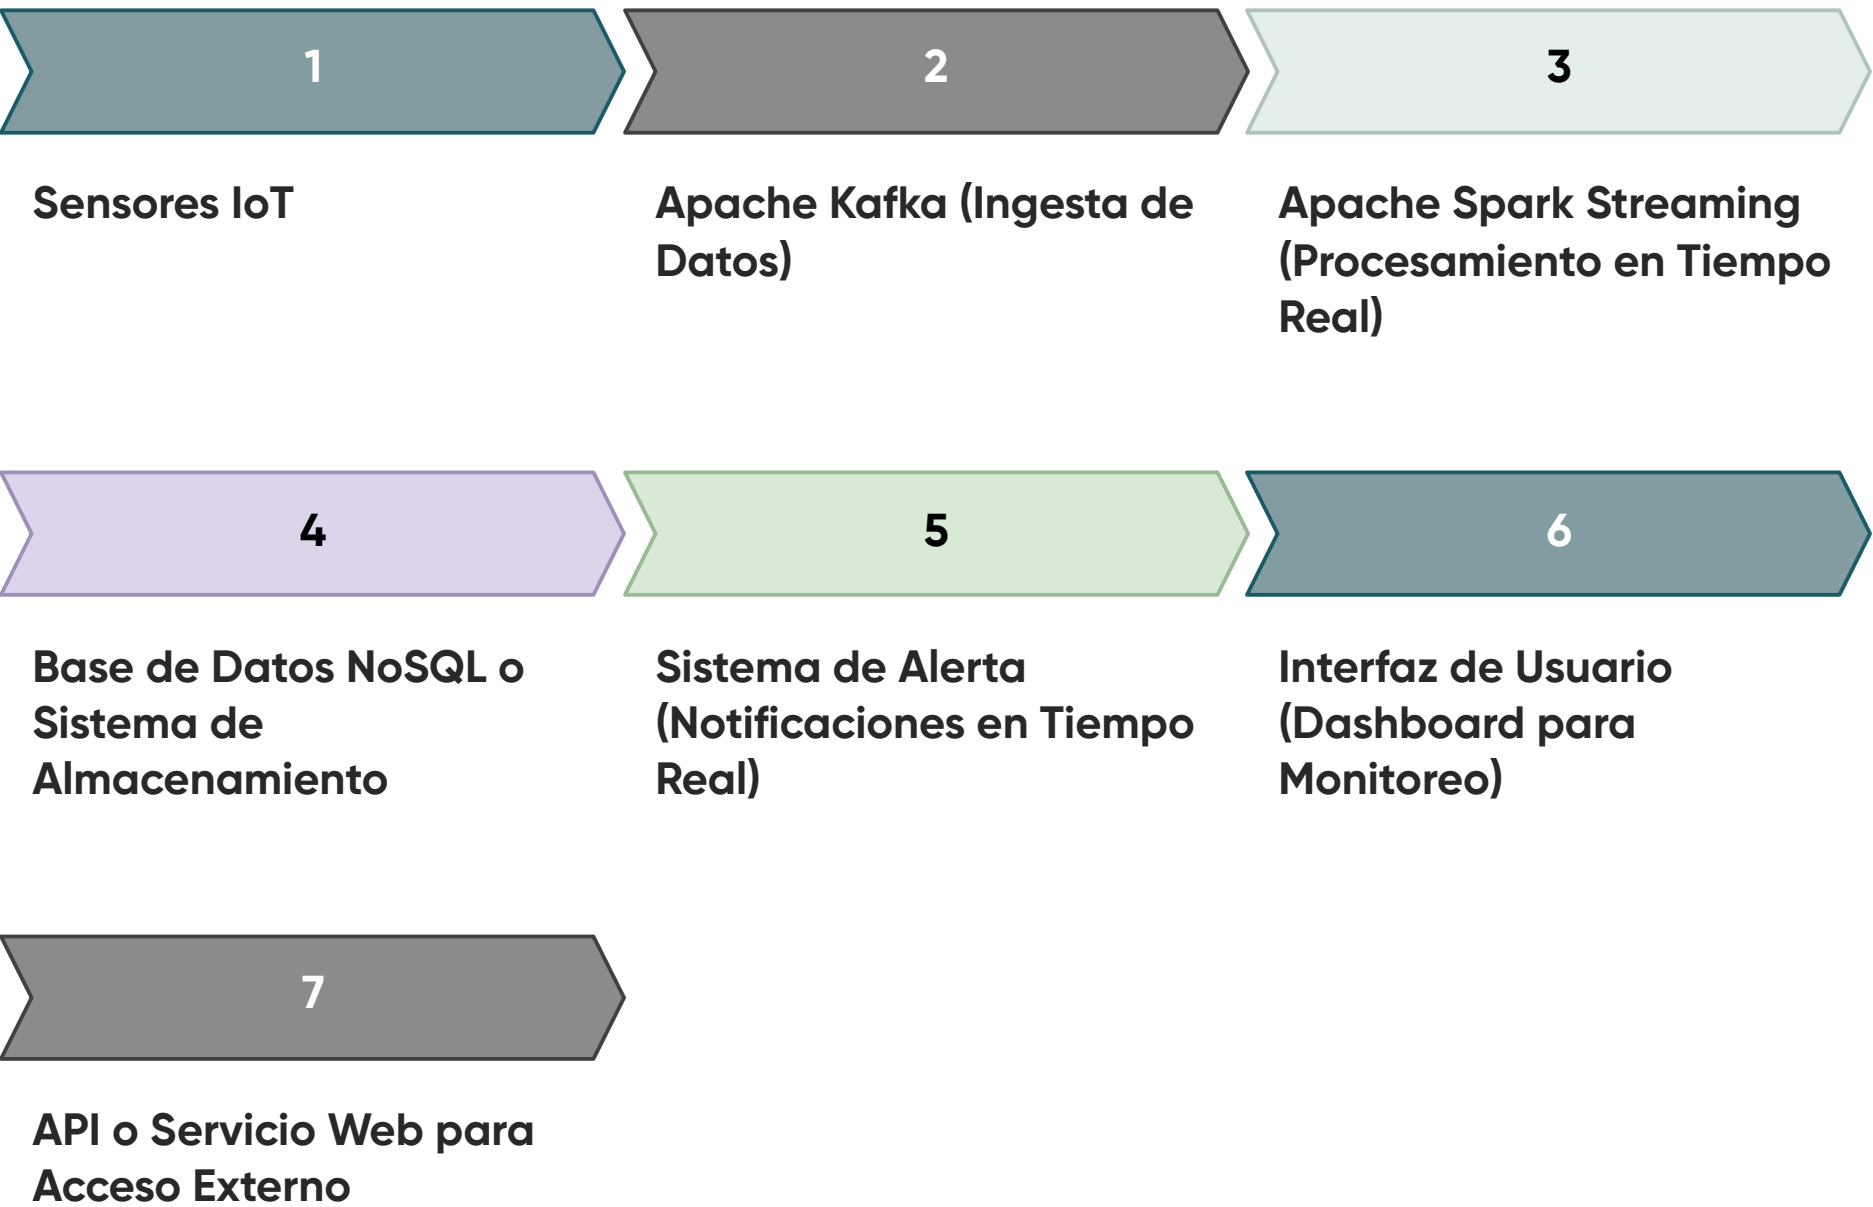 1
2
3
Sensores IoT
Apache Kafka (Ingesta de
Datos)
Apache Spark Streaming
(Procesamiento en Tiempo
Real)
4
5
6
Base de Datos NoSQL o
Sistema de
Almacenamiento
Sistema de Alerta
(Notificaciones en Tiempo
Real)
Interfaz de Usuario
(Dashboard para
Monitoreo)
7
API o Servicio Web para
Acceso Externo